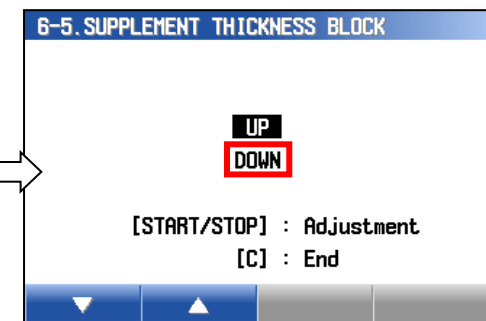 6-5.SUPPLEMENT THICKNESS BLOCK
UP
DOWN
[START/STOP] : Adjustment
[C] : End